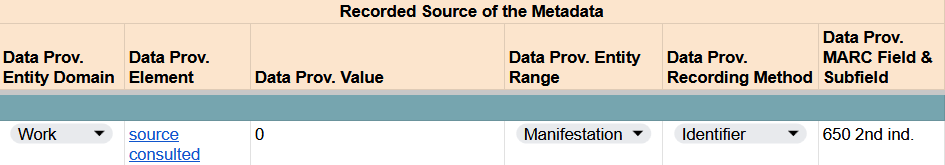 Recorded Source of the Metadata
Data Prov. Entity Domain
Data Prov. Element
Data Prov. Value
Data Prov. Entity Range
Data Prov. Recording Method
Data Prov. MARC Field & Subfield
Work
source consulted
0
Manifestation
Identifier
650 2nd ind.